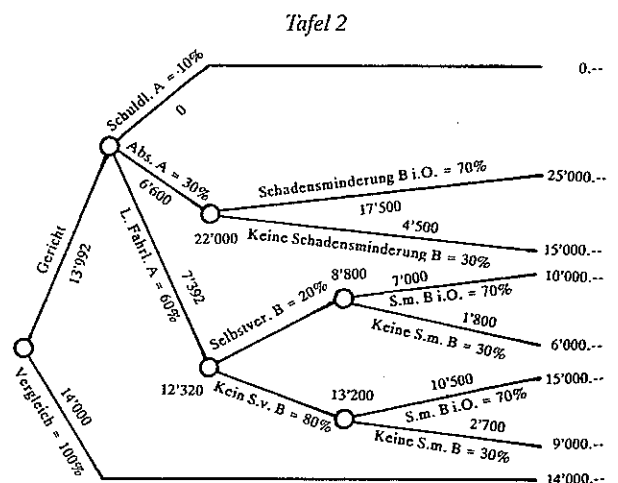 Tafel 2
0.--
Schuldl. A = 10%
0
Abs. A = 30%
6'600
Schadensminderung B i.O. = 70%
25'000.--
17'500
4'500
22'000
Keine Schadensminderung B = 30%
15'000.--
Gericht
13'992
L. Fahrl. A = 60%
7'392
8'800
7'000
10'000.--
S.m. B i.O. = 70%
Selbstver. B = 20%
1'800
Keine S.m. B = 30%
6'000.--
12'320
Kein S.v. B = 80%
13'200
10'500
15'000.--
S.m. B i.O. = 70%
2'700
Keine S.m. B = 30%
9'000.--
14'000
Vergleich = 100%
14'000.--